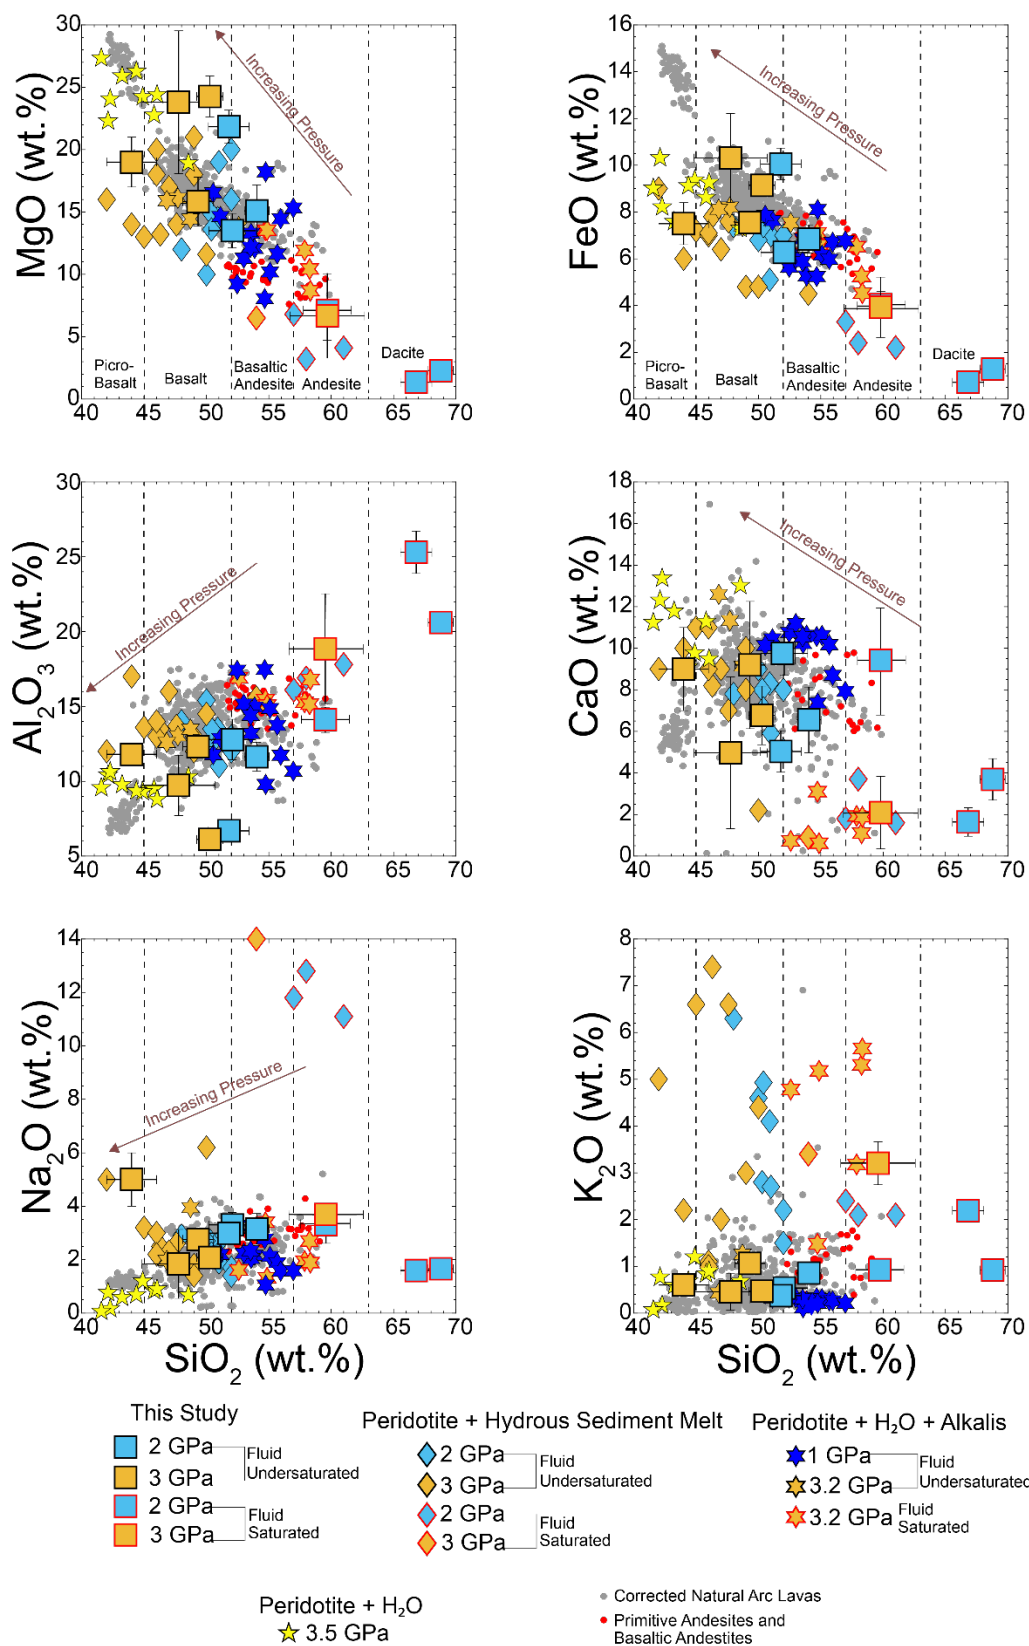 MgO (wt.%)
30
25
20
15
10
5
0
40 45 50 55 60 65 70
Increasing Pressure
Picro-
Basalt
Basalt
Basaltic
Andesite
Andesite
Dacite
FeO (wt.%)
16
14
12
10
8
6
4
2
0
40 45 50 55 60 65 70
Increasing Pressure
Picro-
Basalt
Basalt
Basaltic
Andesite
Andesite
Dacite
Al₂O₃ (wt.%)
30
25
20
15
10
5
40 45 50 55 60 65 70
Increasing Pressure
CaO (wt.%)
18
16
14
12
10
8
6
4
2
0
40 45 50 55 60 65 70
Increasing Pressure
Na₂O (wt.%)
14
12
10
8
6
4
2
0
40 45 50 55 60 65 70
Increasing Pressure
SiO₂ (wt.%)
K₂O (wt.%)
8
7
6
5
4
3
2
1
0
40 45 50 55 60 65 70
SiO₂ (wt.%)
This Study
2 GPa
3 GPa
Fluid
Undersaturated
2 GPa
3 GPa
Fluid
Saturated
Peridotite + Hydrous Sediment Melt
2 GPa
3 GPa
Fluid
Undersaturated
2 GPa
3 GPa
Fluid
Saturated
Peridotite + H₂O + Alkalis
1 GPa
3.2 GPa
Fluid
Undersaturated
3.2 GPa
Fluid
Saturated
Peridotite + H₂O
3.5 GPa
Corrected Natural Arc Lavas
Primitive Andesites and
Basaltic Andestites